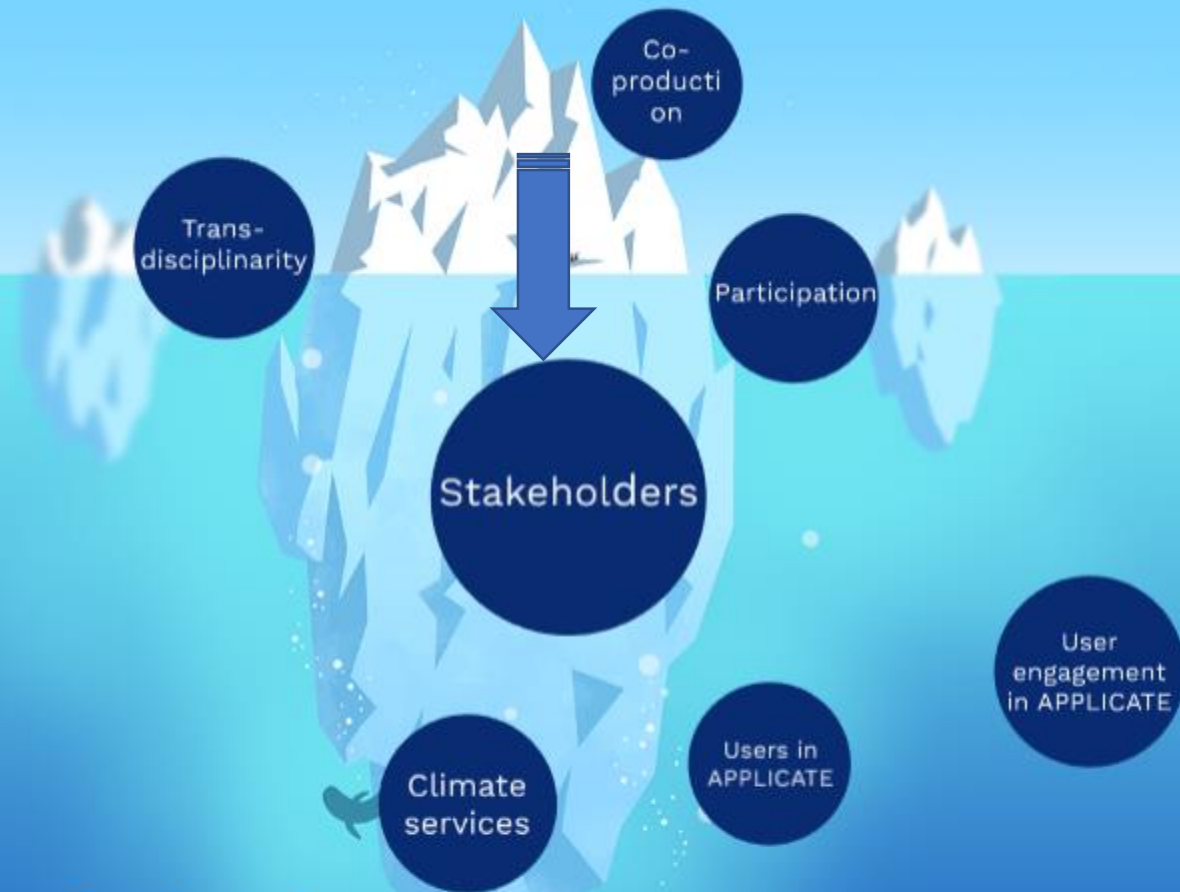 Co-
producti
on
Trans-
disciplinarity
Participation
Stakeholders
User
engagement
in APPLICATE
Users in
APPLICATE
Climate
services